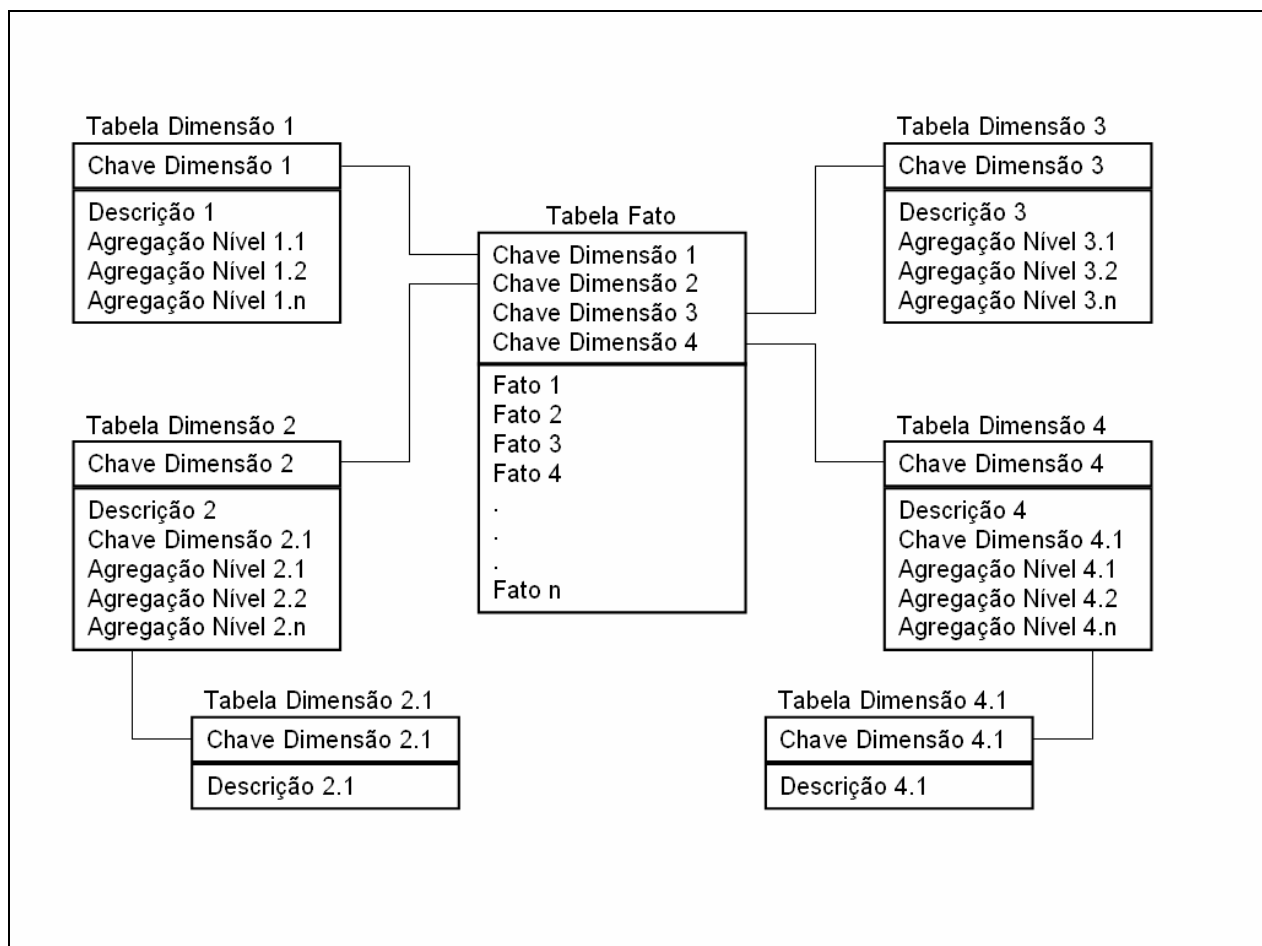 Tabela Dimensão 1
Chave Dimensão 1
Descrição 1
Agregação Nível 1.1
Agregação Nível 1.2
Agregação Nível 1.n
Tabela Dimensão 2
Chave Dimensão 2
Descrição 2
Chave Dimensão 2.1
Agregação Nível 2.1
Agregação Nível 2.2
Agregação Nível 2.n
Tabela Dimensão 2.1
Chave Dimensão 2.1
Descrição 2.1
Tabela Fato
Chave Dimensão 1
Chave Dimensão 2
Chave Dimensão 3
Chave Dimensão 4
Fato 1
Fato 2
Fato 3
Fato 4
.
.
.
Fato n
Tabela Dimensão 3
Chave Dimensão 3
Descrição 3
Agregação Nível 3.1
Agregação Nível 3.2
Agregação Nível 3.n
Tabela Dimensão 4
Chave Dimensão 4
Descrição 4
Chave Dimensão 4.1
Agregação Nível 4.1
Agregação Nível 4.2
Agregação Nível 4.n
Tabela Dimensão 4.1
Chave Dimensão 4.1
Descrição 4.1